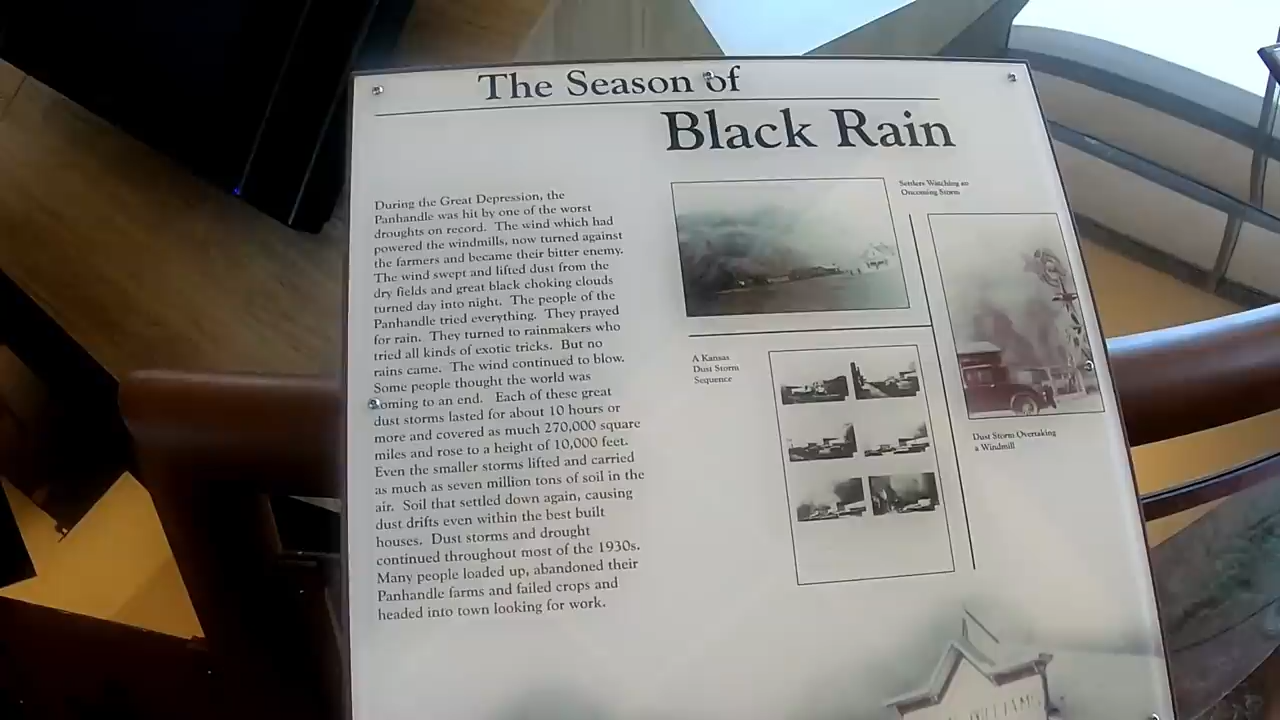 The Season of
Black Rain
During the Great Depression, the
Panhandle was hit by one of the worst
droughts on record. The wind which had
powered the windmills, now turned against
the farmers and became their bitter enemy.
The wind swept and lifted dust from the
dry fields and great black choking clouds
turned day into night. The people of the
Panhandle tried everything. They prayed
for rain. They turned to rainmakers who
tried all kinds of exotic tricks. But no
rains came. The wind continued to blow.
Some people thought the world was
coming to an end. Each of these great
dust storms lasted for about 10 hours or
more and covered as much 270,000 square
miles and rose to a height of 10,000 feet.
Even the smaller storms lifted and carried
as much as seven million tons of soil in the
air. Soil that settled down again, causing
dust drifts even within the best built
houses. Dust storms and drought
continued throughout most of the 1930s.
Many people loaded up, abandoned their
Panhandle farms and failed crops and
headed into town looking for work.
Settlers Watching an
Oncoming Storm
A Kansas
Dust Storm
Sequence
Dust Storm Overtaking
a Windmill